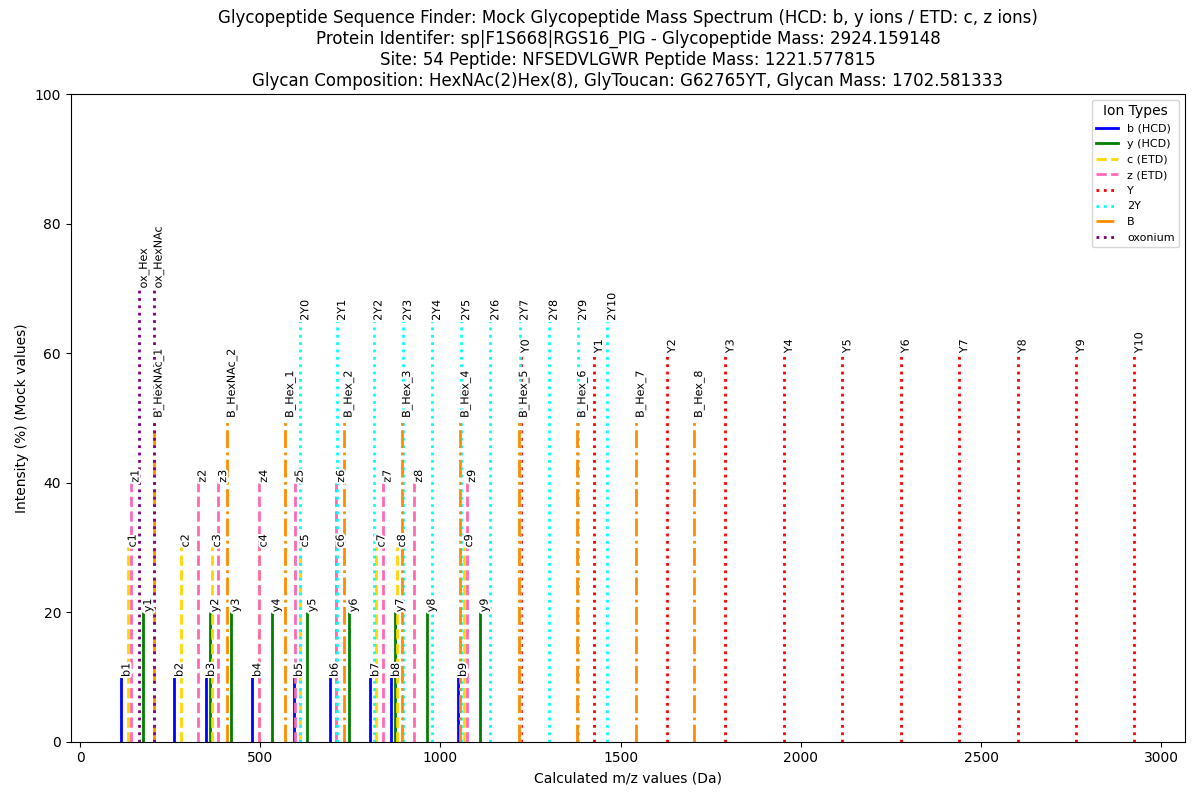 Glycopeptide Sequence Finder: Mock Glycopeptide Mass Spectrum (HCD: b, y ions / ETD: c, z ions)
Protein Identifer: sp|F1S668|RGS16_PIG - Glycopeptide Mass: 2924.159148
Site: 54 Peptide: NFSEDVLGWR Peptide Mass: 1221.577815
Glycan Composition: HexNAc(2)Hex(8), GlyToucan: G62765YT, Glycan Mass: 1702.581333
Intensity (%) (Mock values)
100
80
60
40
20
0
Ion Types
b (HCD)
y (HCD)
c (ETD)
z (ETD)
Y
2Y
B
oxonium
ox_Hex
ox_HexNAc
2Y0
2Y1
2Y2
2Y3
2Y4
2Y5
2Y6
2Y7
2Y8
2Y9
2Y10
Y0
Y1
Y2
Y3
Y4
Y5
Y6
Y7
Y8
Y9
Y10
B_HexNAc_1
B_HexNAc_2
B_Hex_1
B_Hex_2
B_Hex_3
B_Hex_4
B_Hex_5
B_Hex_6
B_Hex_7
B_Hex_8
z1
z2
z3
z4
z5
z6
z7
z8
z9
c1
c2
c3
c4
c5
c6
c7
c8
c9
y1
y2
y3
y4
y5
y6
y7
y8
y9
b1
b2
b3
b4
b5
b6
b7
b8
b9
0
500
1000
1500
2000
2500
3000
Calculated m/z values (Da)